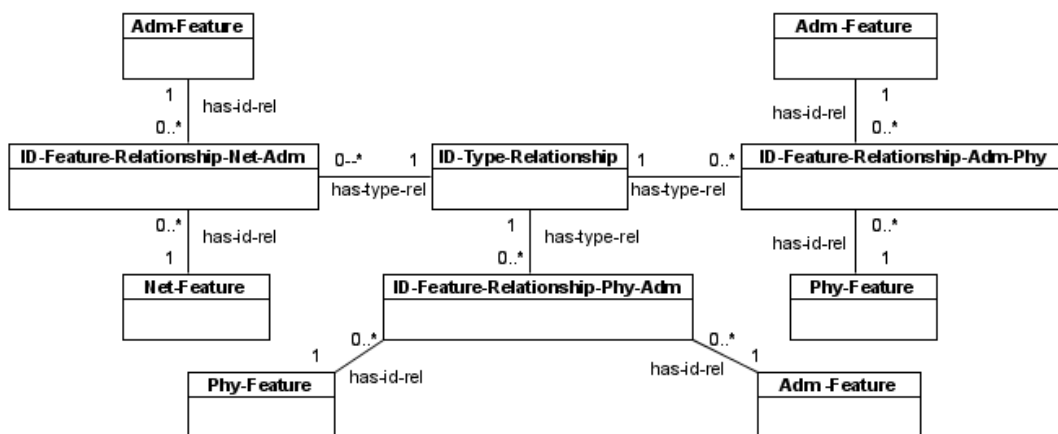 Adm-Feature
Adm -Feature
1
has-id-rel
0..*
1
has-id-rel
0..*
ID-Feature-Relationship-Net-Adm
0--*
1
has-type-rel
ID-Type-Relationship
1
0..*
has-type-rel
ID-Feature-Relationship-Adm-Phy
0..*
has-id-rel
1
1
has-type-rel
0..*
0..*
has-id-rel
1
Net-Feature
ID-Feature-Relationship-Phy-Adm
Phy-Feature
0..*
1
has-id-rel
0..*
1
has-id-rel
Phy-Feature
Adm -Feature